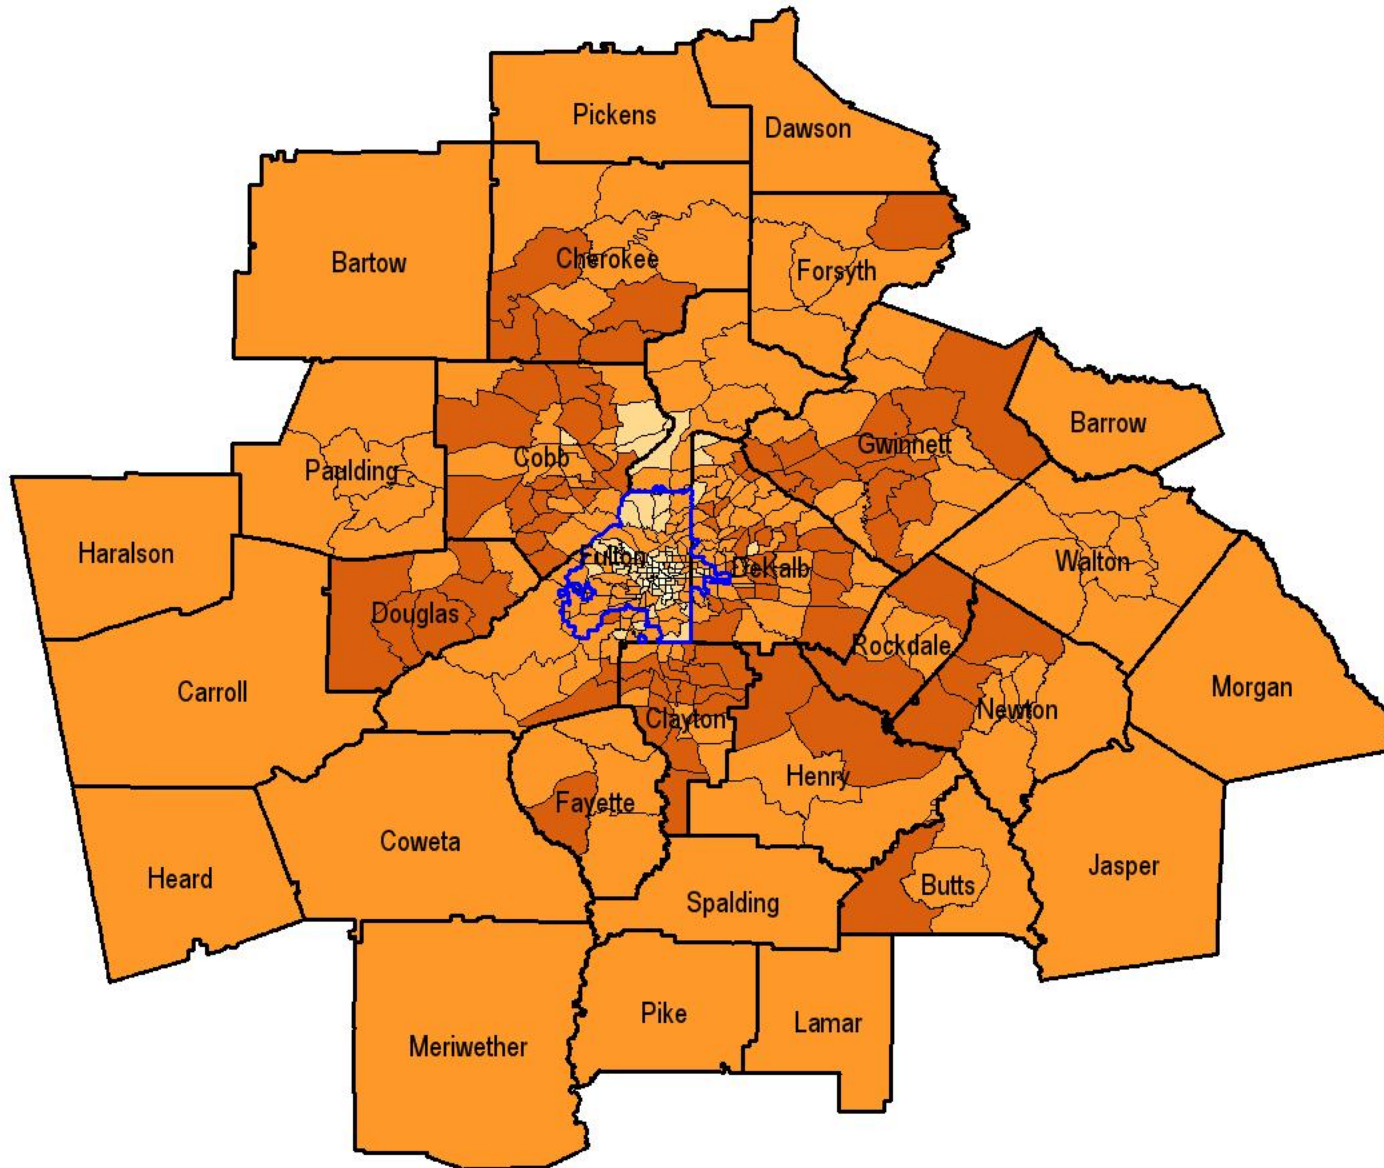 Pickens
Dawson
Bartow
Cherokee
Forsyth
Barrow
Gwinnett
Cobb
Paulding
Haralson
Fulton
DeKalb
Walton
Douglas
Rockdale
Carroll
Morgan
Clayton
Newton
Henry
Fayette
Coweta
Jasper
Heard
Butts
Spalding
Pike
Lamar
Meriwether